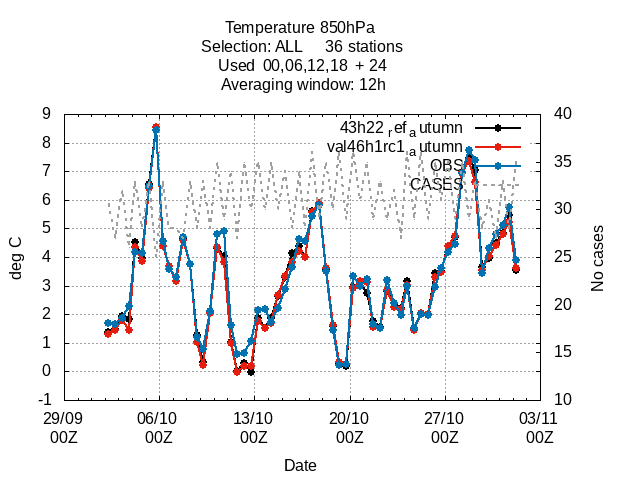 Temperature 850hPa
Selection: ALL 36 stations
Used 00,06,12,18 + 24
Averaging window: 12h
9 40
43h22_ref_autumn
val46h1rc1_autumn
8
OBS
7 35
CASES
6 30
5
4 25
3
2 20
1 15
0
-1 10
deg C
No cases
29/09 06/10 13/10 20/10 27/10 03/11
00Z 00Z 00Z 00Z 00Z 00Z
Date